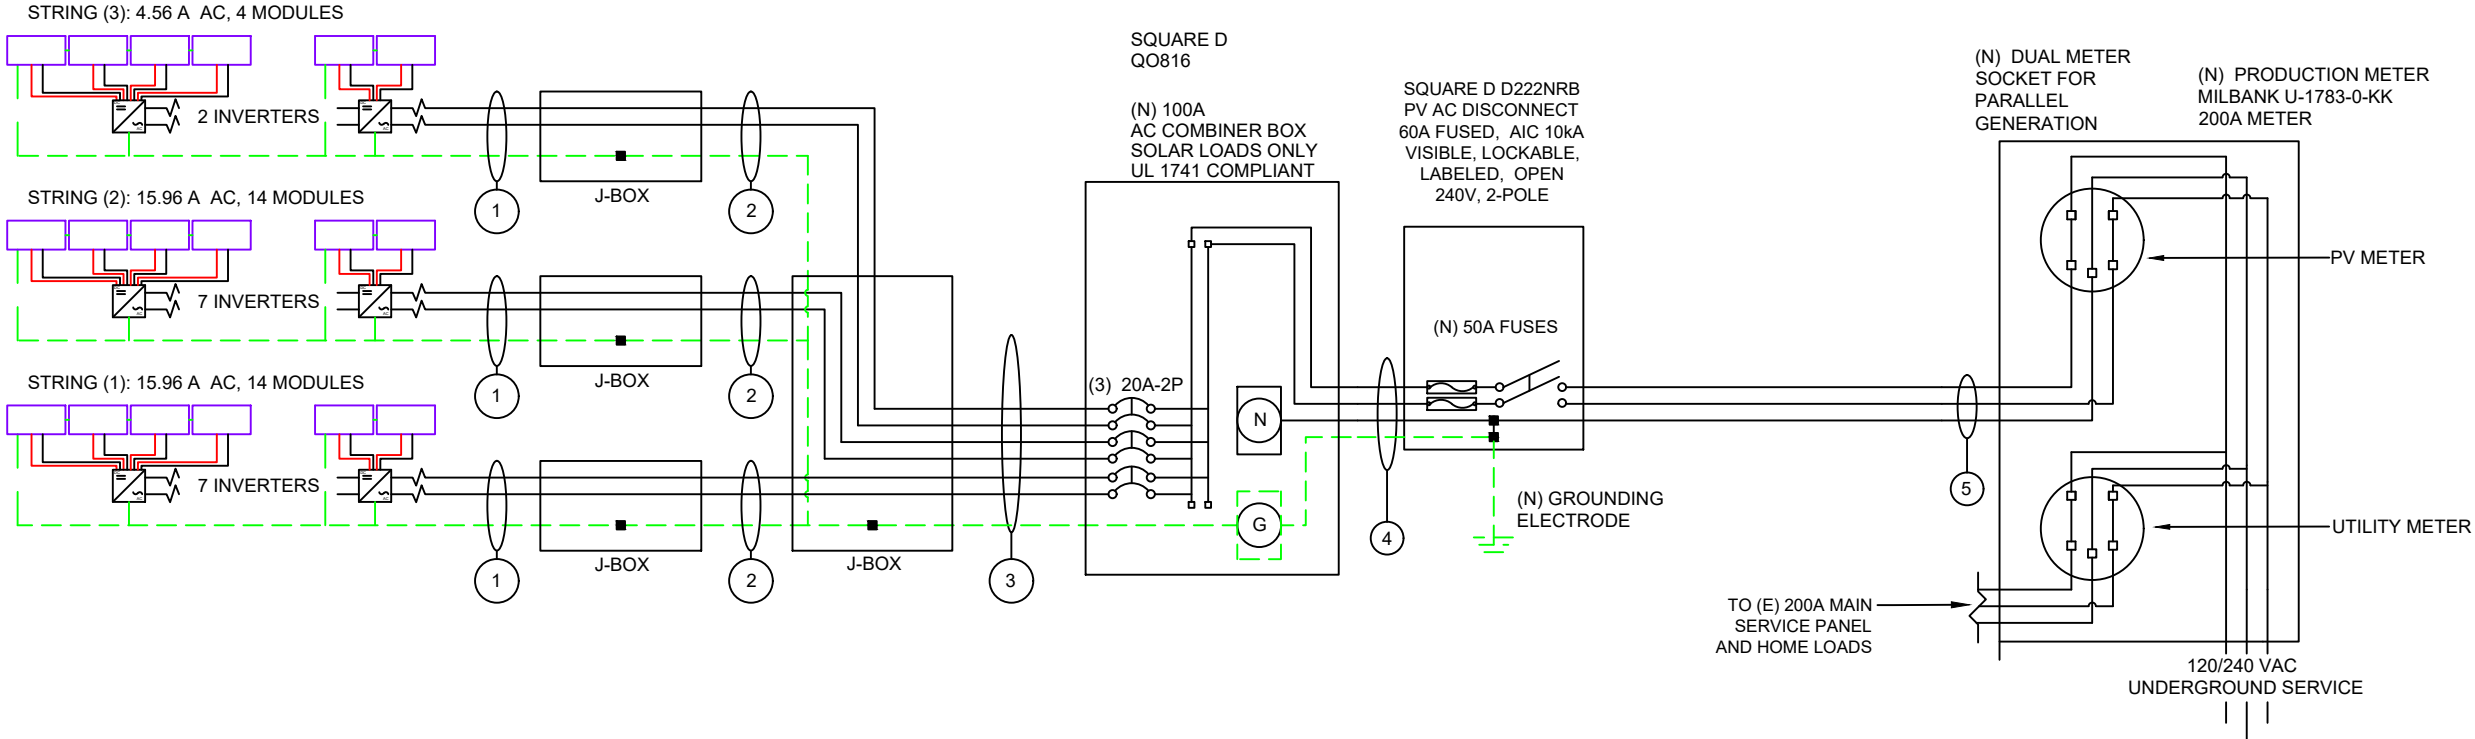 STRING (3): 4.56 A  AC, 4 MODULES
2 INVERTERS
J-BOX
1
2
STRING (2): 15.96 A  AC, 14 MODULES
7 INVERTERS
J-BOX
1
2
STRING (1): 15.96 A  AC, 14 MODULES
7 INVERTERS
J-BOX
1
2
J-BOX
3
SQUARE D
QO816
(N) 100A
AC COMBINER BOX
SOLAR LOADS ONLY
UL 1741 COMPLIANT
(3)  20A-2P
N
G
SQUARE D D222NRB
PV AC DISCONNECT
60A FUSED,  AIC 10kA
VISIBLE, LOCKABLE,
LABELED,  OPEN
240V, 2-POLE
(N) 50A FUSES
4
(N) GROUNDING
ELECTRODE
5
(N)  DUAL METER
SOCKET FOR
PARALLEL
GENERATION
(N)  PRODUCTION METER
MILBANK U-1783-0-KK
200A METER
PV METER
UTILITY METER
TO (E) 200A MAIN
SERVICE PANEL
AND HOME LOADS
120/240 VAC
UNDERGROUND SERVICE